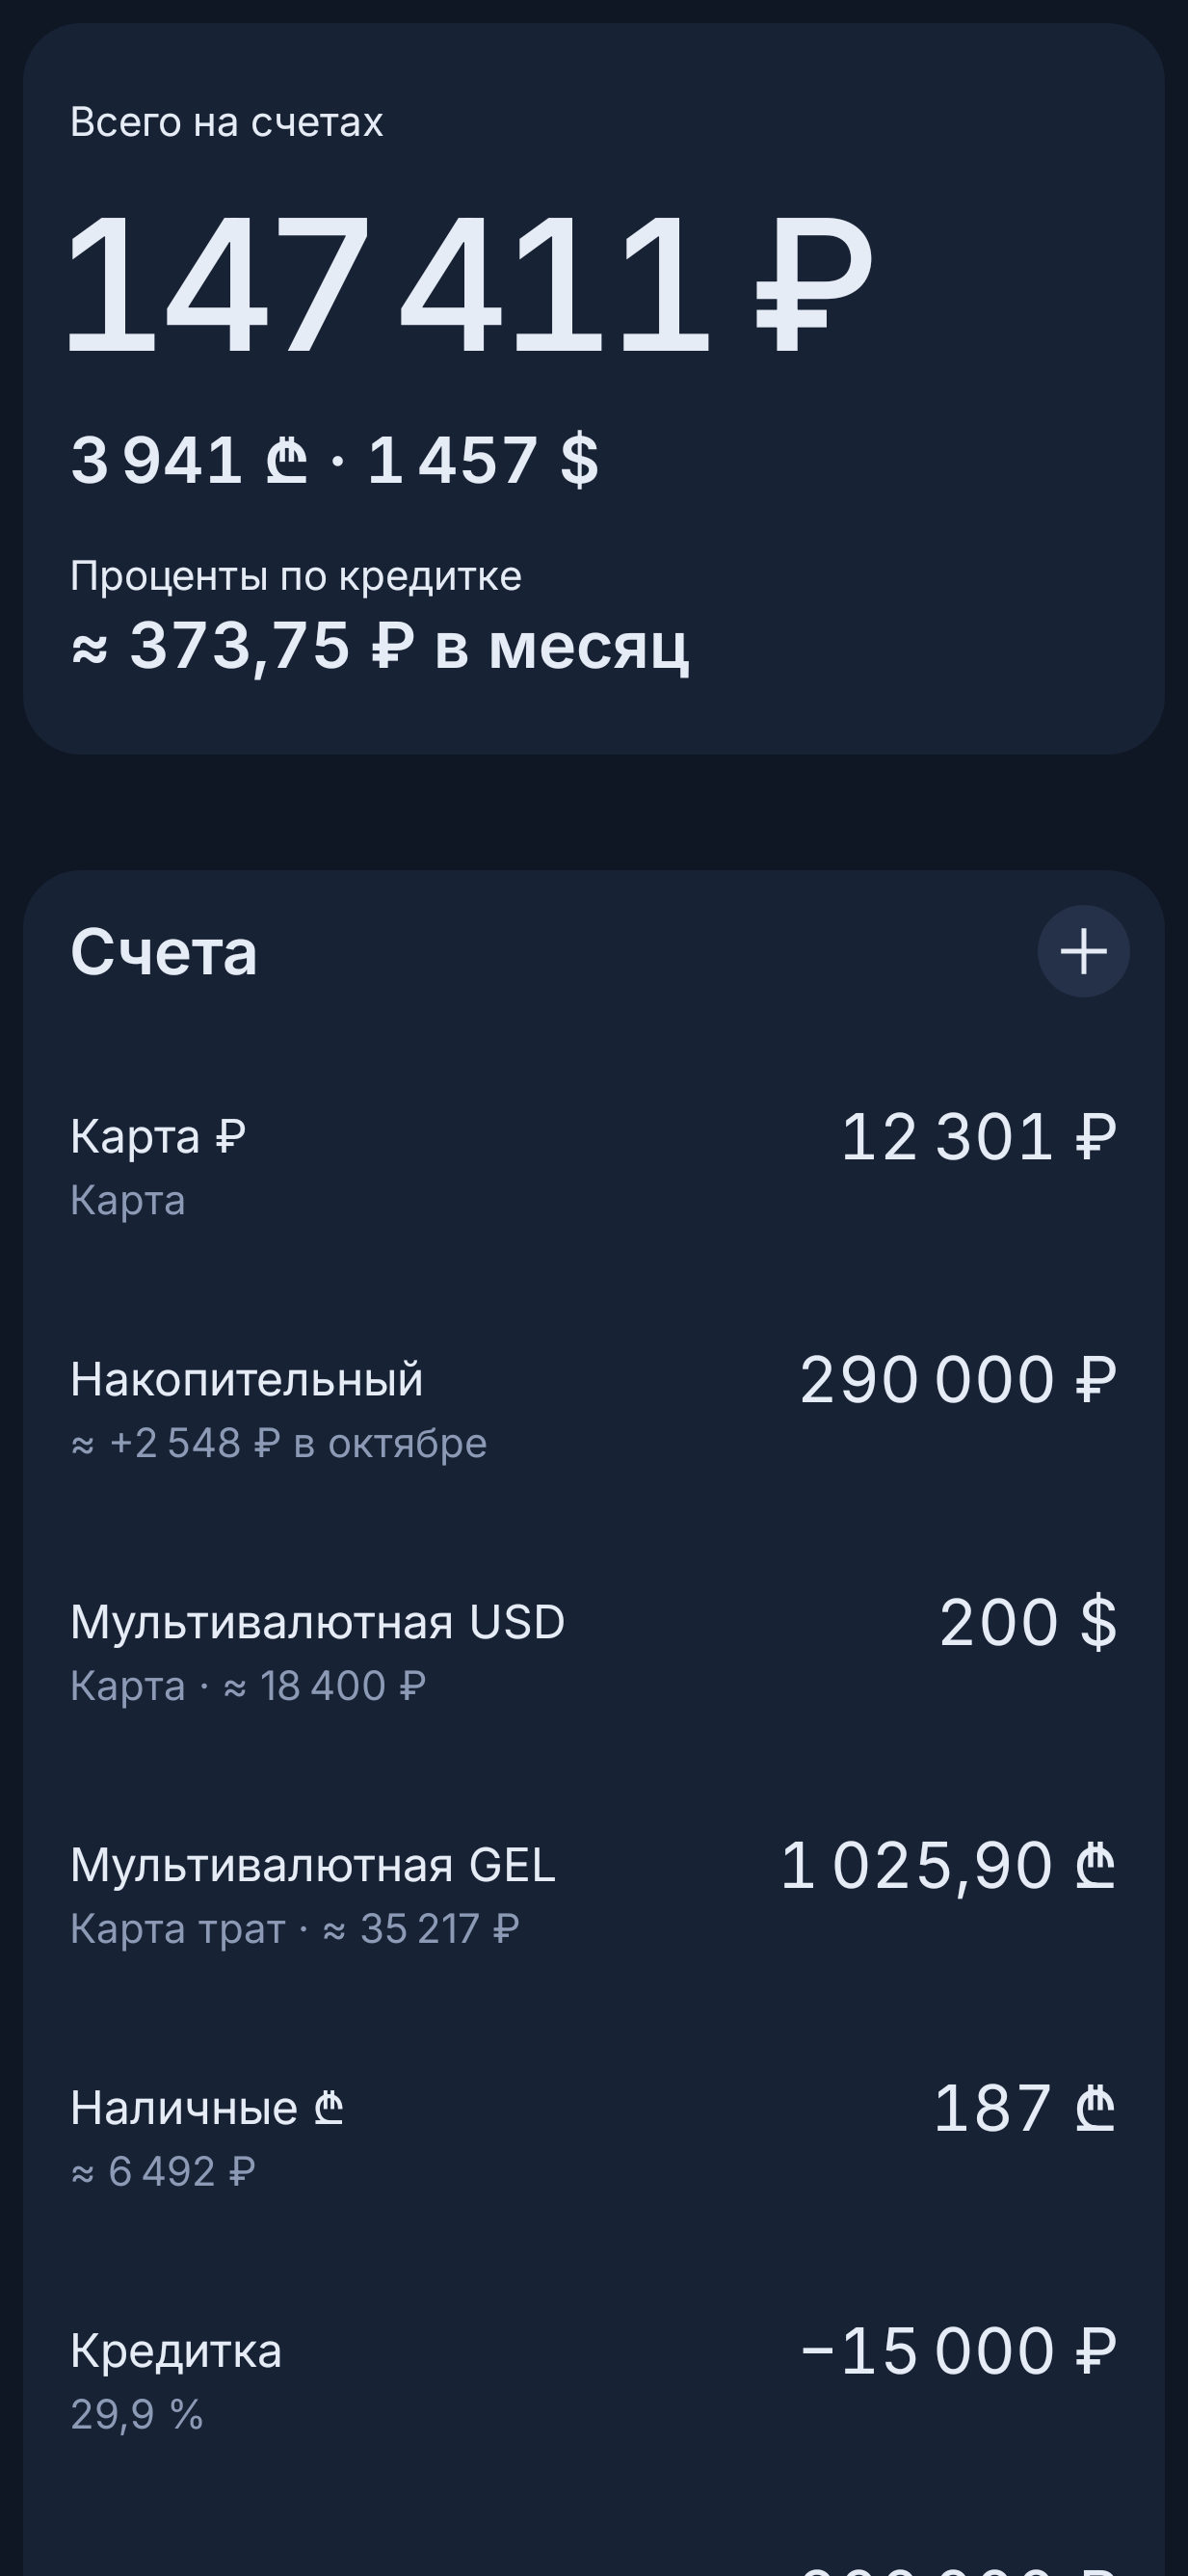 Всего на счетах
147 411 ₽
3 941 ₾ · 1 457 $
Проценты по кредитке
≈ 373,75 ₽ в месяц
Счета
Карта ₽
12 301 ₽
Карта
Накопительный
290 000 ₽
≈ +2 548 ₽ в октябре
Мультивалютная USD
200 $
Карта · ≈ 18 400 ₽
Мультивалютная GEL
1 025,90 ₾
Карта трат · ≈ 35 217 ₽
Наличные ₾
187 ₾
≈ 6 492 ₽
Кредитка
−15 000 ₽
29,9 %